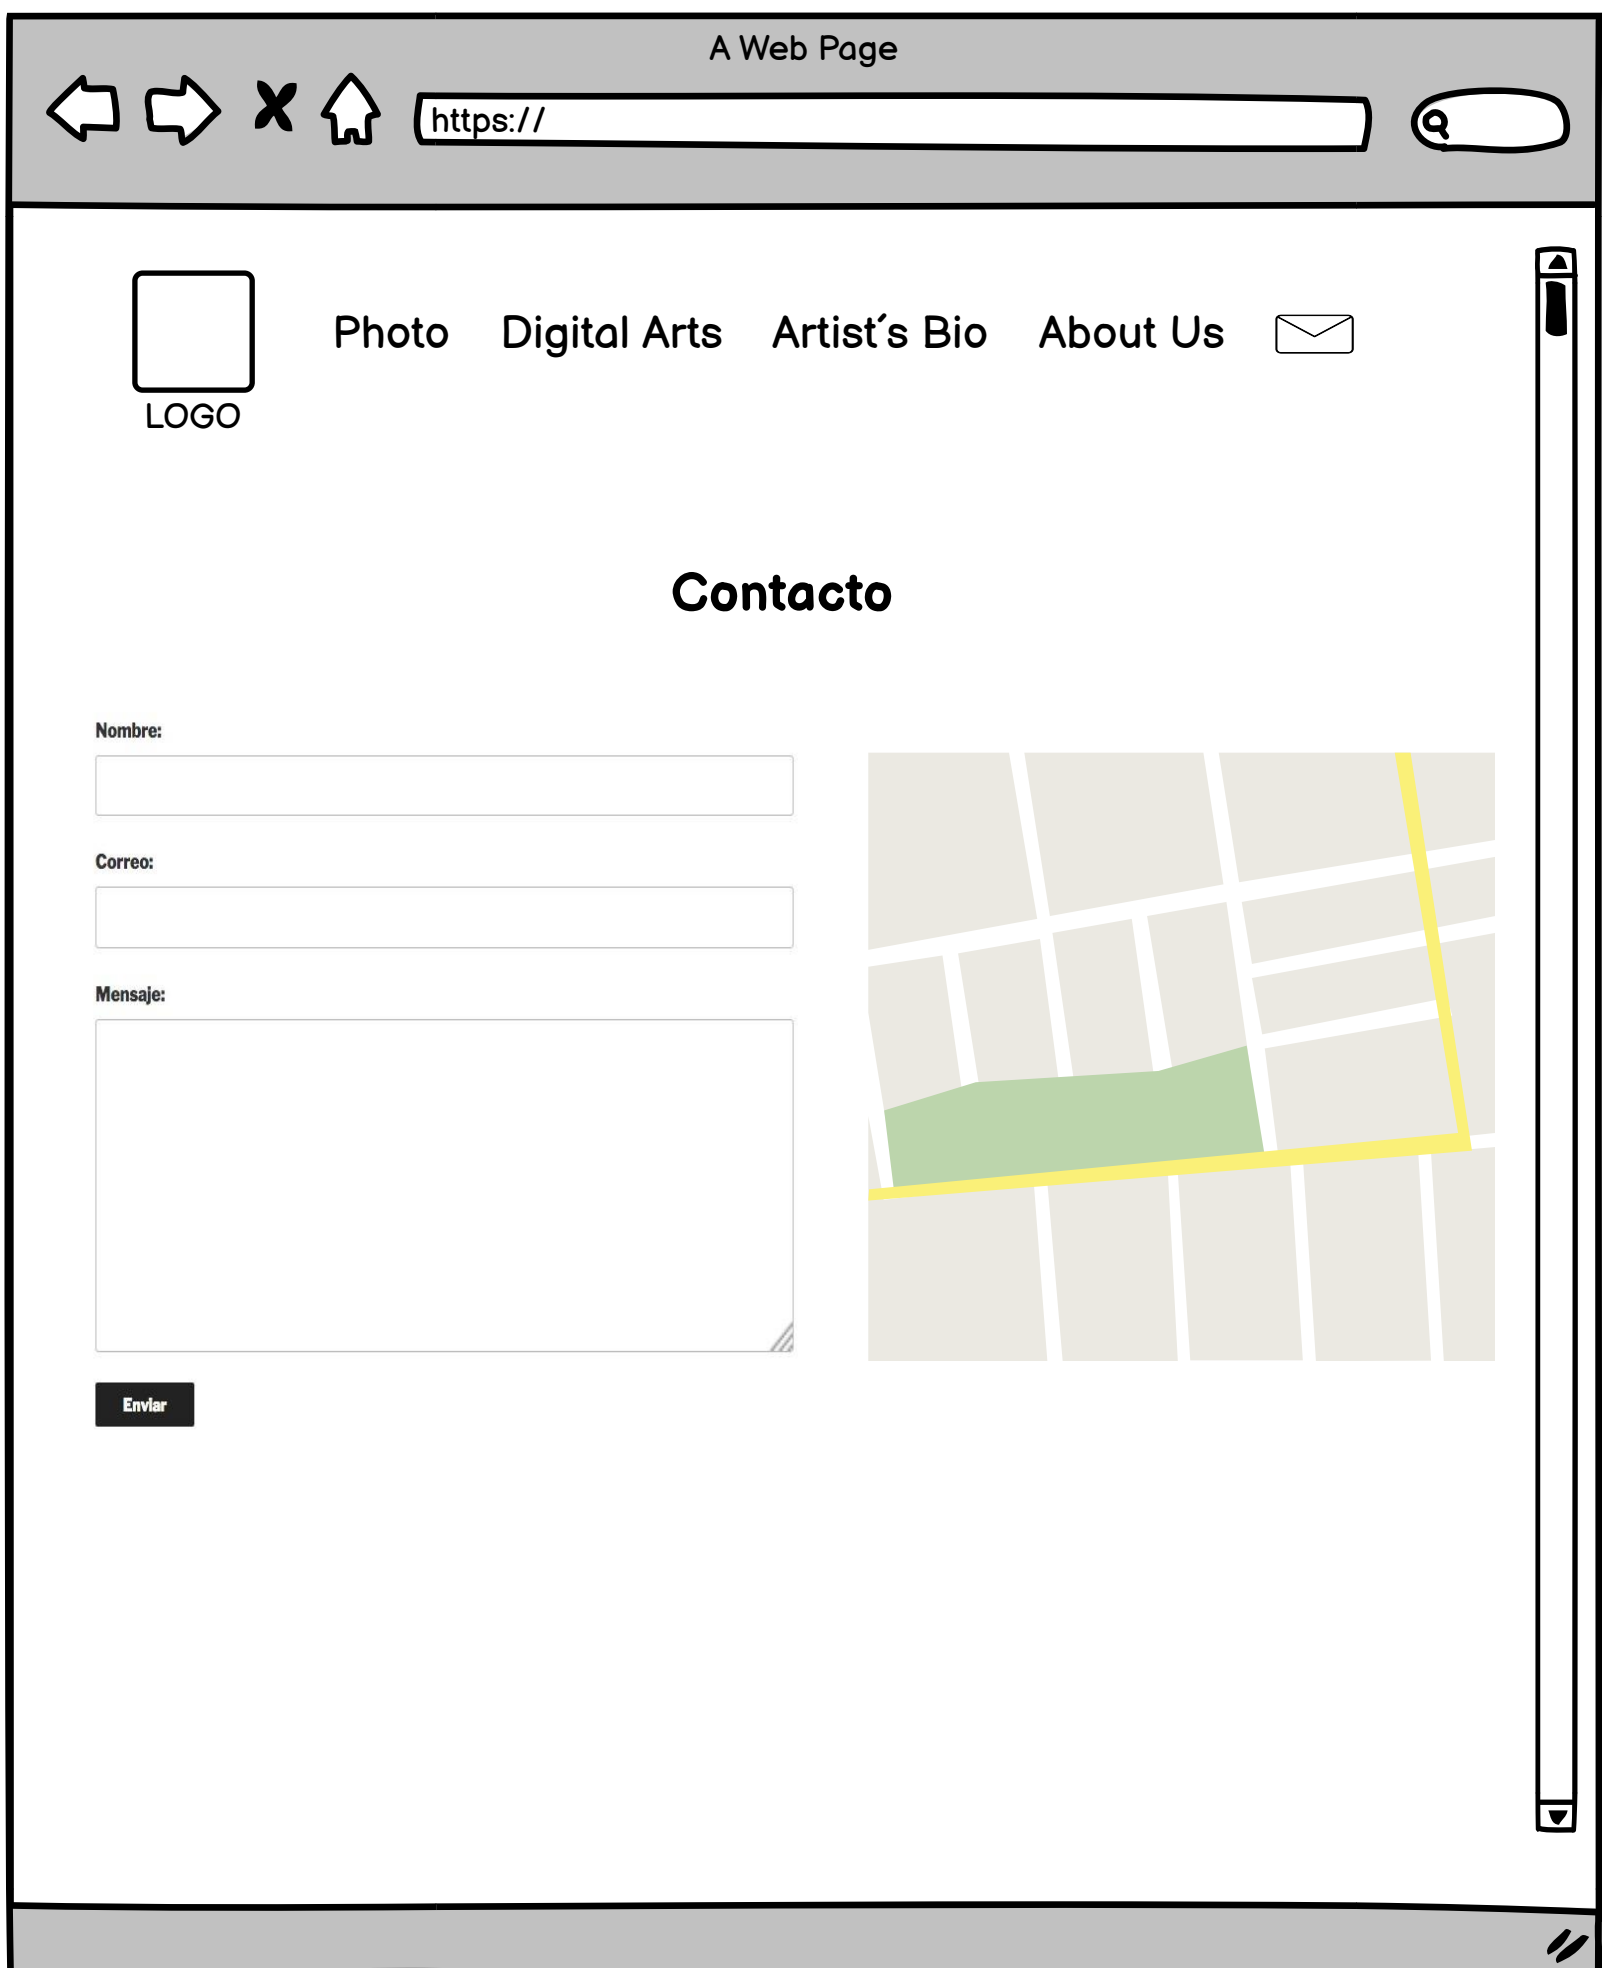 A Web Page
https://
Photo Digital Arts Artist´s Bio About Us
LOGO
Contacto
Nombre:
Correo:
Mensaje:
Enviar